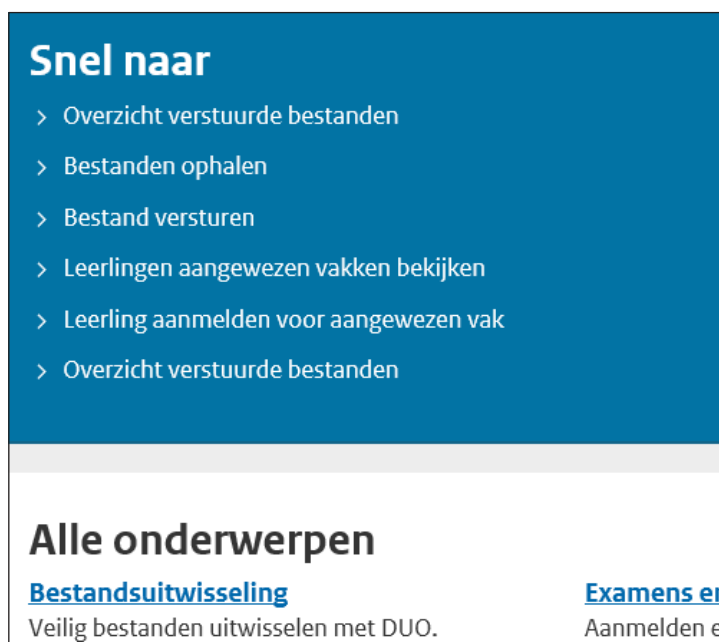 Snel naar
Overzicht verstuurde bestanden
Bestanden ophalen
Bestand versturen
Leerlingen aangewezen vakken bekijken
Leerling aanmelden voor aangewezen vak
Overzicht verstuurde bestanden
Alle onderwerpen
Bestandsuitwisseling
Examens
Veilig bestanden uitwisselen met DUO.
Aanmelden